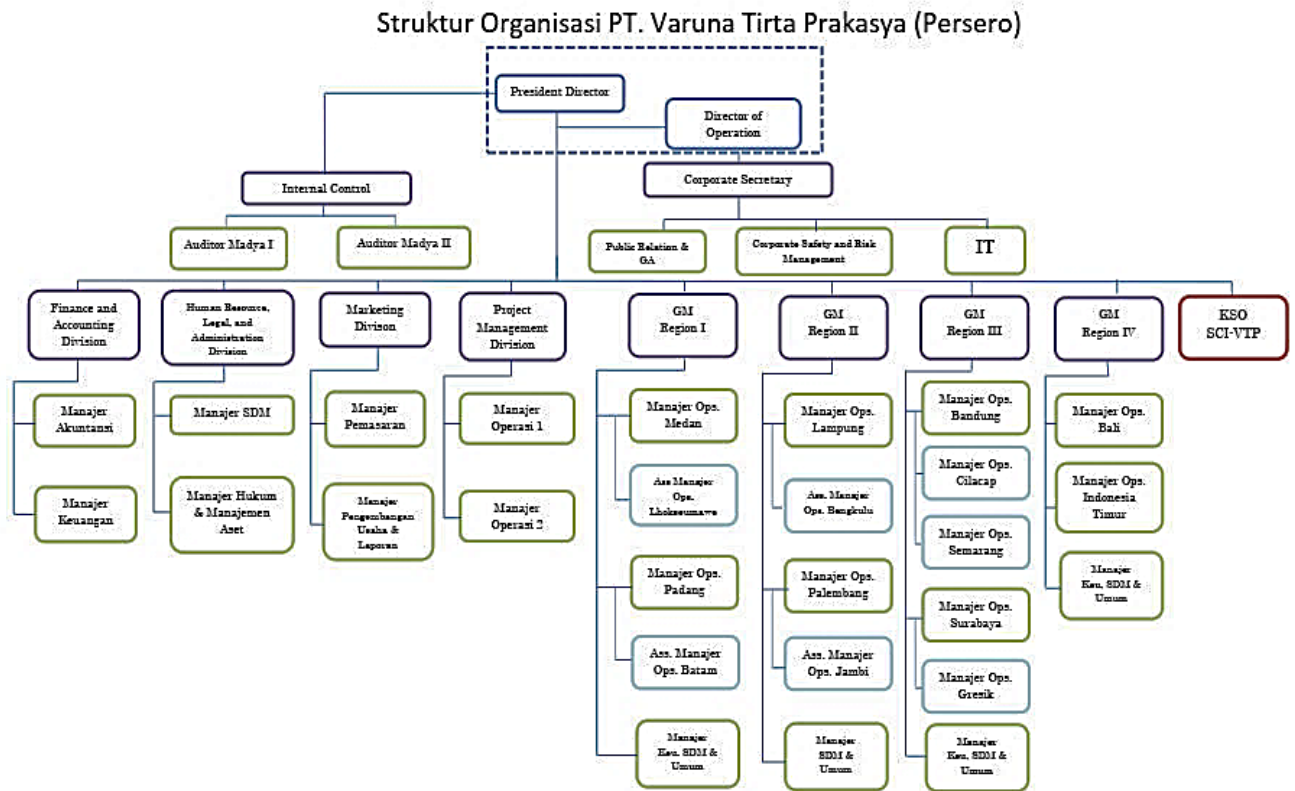 Struktur Organisasi PT. Varuna Tirta Prakasya (Persero)
President Director
Director of
Operation
Internal Control
Corporate Secretary
Auditor Madya I
Auditor Madya II
Public Relation &
GA
Corporate Safety and Risk
Management
IT
Finance and
Accounting
Division
Human Resource,
Legal, and
Administration
Division
Marketing
Divison
Project
Management
Division
GM
Region I
GM
Region II
GM
Region III
GM
Region IV
KSO
SCI-VTP
Manajer
Akuntansi
Manajer
Keuangan
Manajer SDM
Manajer Hukum
& Manajemen
Aset
Manajer
Pemasaran
Manajer
Pengembangan
Usaha &
Laporan
Manajer
Operasi 1
Manajer
Operasi 2
Manajer Ops.
Medan
Ass Manajer
Ops.
Lhokseumawe
Manajer Ops.
Padang
Ass. Manajer
Ops. Batam
Manajer
Keu, SDM &
Umum
Manajer Ops.
Lampung
Ass. Manajer
Ops. Bengkulu
Manajer Ops.
Palembang
Ass. Manajer
Ops. Jambi
Manajer
SDM &
Umum
Manajer Ops.
Bandung
Manajer Ops.
Cilacap
Manajer Ops.
Semarang
Manajer Ops.
Surabaya
Manajer Ops.
Gresik
Manajer
Keu, SDM &
Umum
Manajer Ops.
Bali
Manajer Ops.
Indonesia
Timur
Manajer
Keu, SDM &
Umum